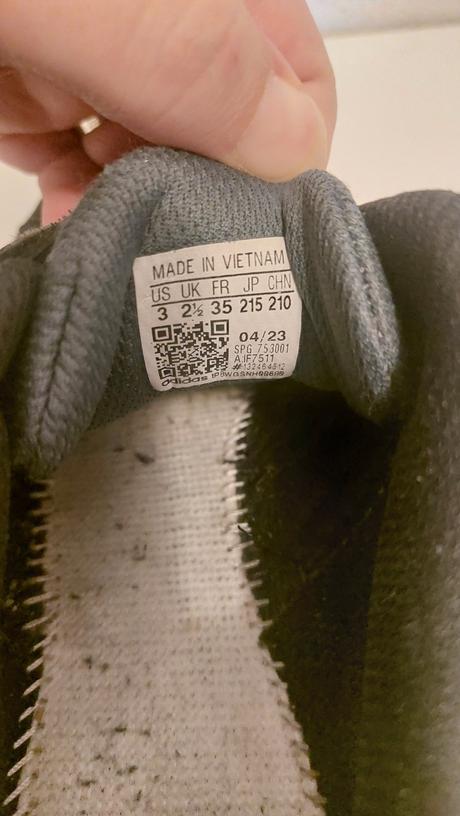 MADE IN VIETNAM
US UK FR JP CHN
3 2½ 35 215 210
04/23
SPG 753001
A.IF7511
adidas